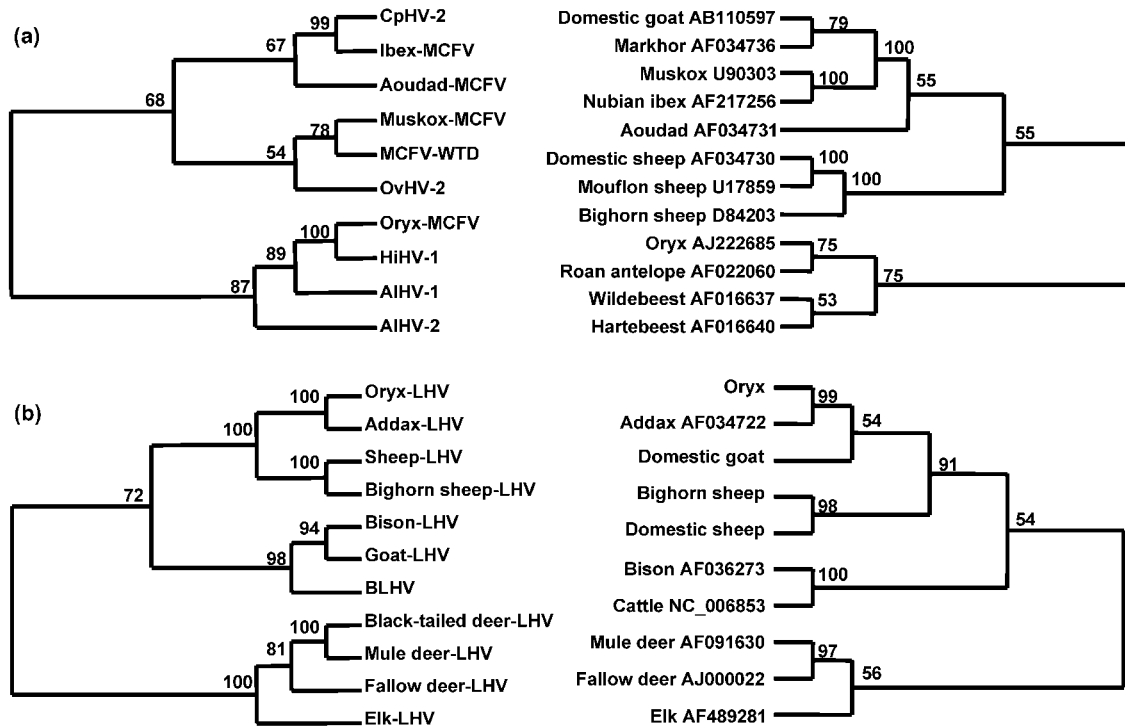 (a)
CpHV-2
Ibex-MCFV
Aoudad-MCFV
Muskox-MCFV
MCFV-WTD
OvHV-2
Oryx-MCFV
HiHV-1
AlHV-1
AlHV-2
99
67
68
78
54
100
89
87
Domestic goat AB110597
Markhor AF034736
Muskox U90303
Nubian ibex AF217256
Aoudad AF034731
Domestic sheep AF034730
Mouflon sheep U17859
Bighorn sheep D84203
Oryx AJ222685
Roan antelope AF022060
Wildebeest AF016637
Hartebeest AF016640
79
100
100
55
55
100
100
75
75
53
(b)
Oryx-LHV
Addax-LHV
Sheep-LHV
Bighorn sheep-LHV
Bison-LHV
Goat-LHV
BLHV
Black-tailed deer-LHV
Mule deer-LHV
Fallow deer-LHV
Elk-LHV
100
100
100
72
94
98
100
81
100
Oryx
Addax AF034722
Domestic goat
Bighorn sheep
Domestic sheep
Bison AF036273
Cattle NC_006853
Mule deer AF091630
Fallow deer AJ000022
Elk AF489281
99
54
91
98
54
100
97
56